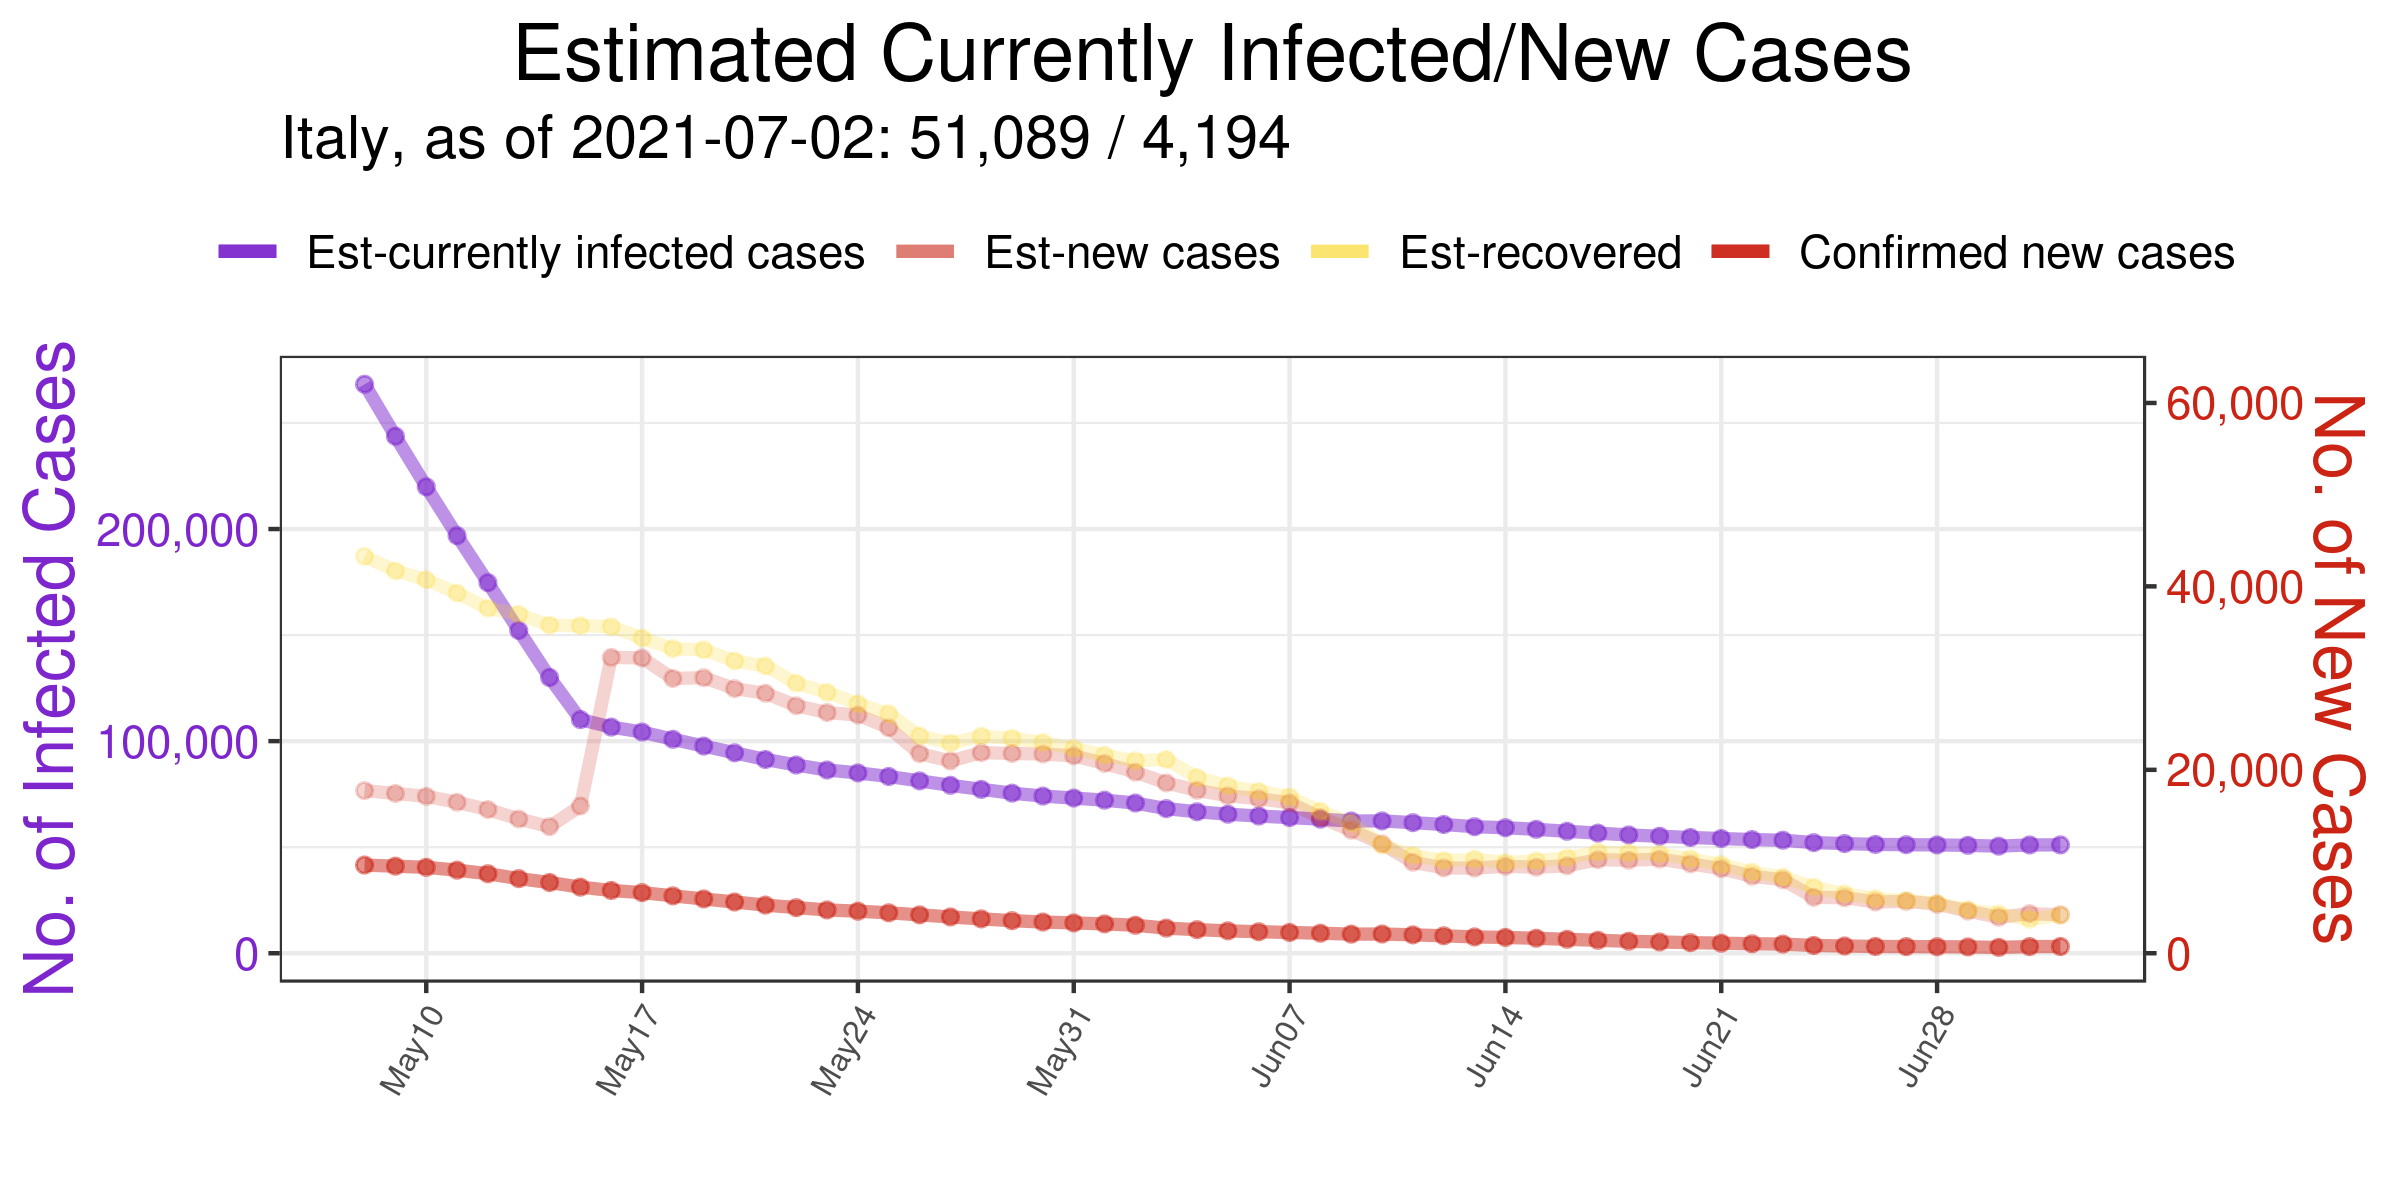 Estimated Currently Infected/New Cases
Italy, as of 2021-07-02: 51,089 / 4,194
Est-currently infected cases Est-new cases Est-recovered Confirmed new cases
No. of Infected Cases
200,000
100,000
0
60,000
40,000
20,000
0
No. of New Cases
May10 May17 May24 May31 Jun07 Jun14 Jun21 Jun28